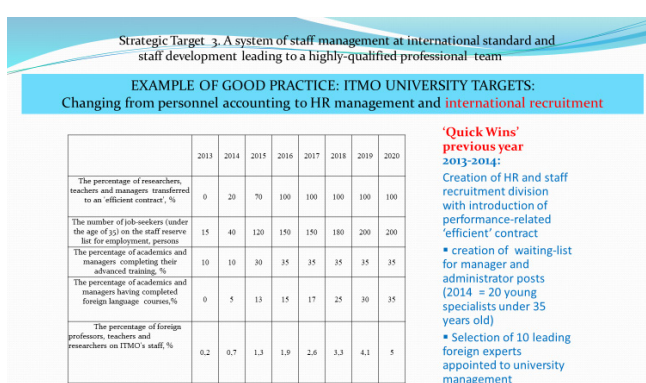 Strategic Target 3. A system of staff management at international standard and
staff development leading to a highly-qualified professional team
EXAMPLE OF GOOD PRACTICE: ITMO UNIVERSITY TARGETS:
Changing from personnel accounting to HR management and international recruitment
2013 2014 2015 2016 2017 2018 2019 2020
The percentage of researchers,
teachers and managers transferred
to an 'efficient contract', %
0 20 70 100 100 100 100 100
The number of job-seekers (under
the age of 35) on the staff reserve
list for employment, persons
15 40 120 150 150 180 200 200
The percentage of academics and
managers completing their
advanced training, %
10 10 30 35 35 35 35 35
The percentage of academics and
managers having completed
foreign language courses,%
0 5 13 15 17 25 30 35
The percentage of foreign
professors, teachers and
researchers on ITMO's staff, %
0,2 0,7 1,3 1,9 2,6 3,3 4,1 5
'Quick Wins'
previous year
2013-2014:
Creation of HR and staff
recruitment division
with introduction of
performance-related
'efficient' contract
▪ creation of waiting-list
for manager and
administrator posts
(2014 = 20 young
specialists under 35
years old)
▪ Selection of 10 leading
foreign experts
appointed to university
management